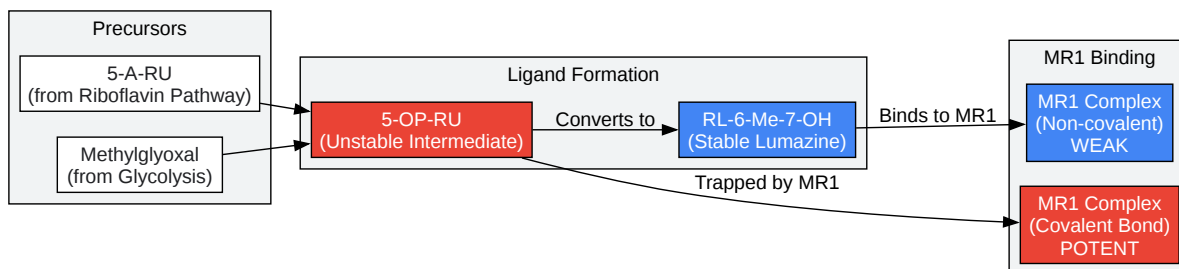 Precursors
5-A-RU
(from Riboflavin Pathway)
Methylglyoxal
(from Glycolysis)
Ligand Formation
5-OP-RU
(Unstable Intermediate)
Converts to
RL-6-Me-7-OH
(Stable Lumazine)
Binds to MR1
Trapped by MR1
MR1 Binding
MR1 Complex
(Non-covalent)
WEAK
MR1 Complex
(Covalent Bond)
POTENT